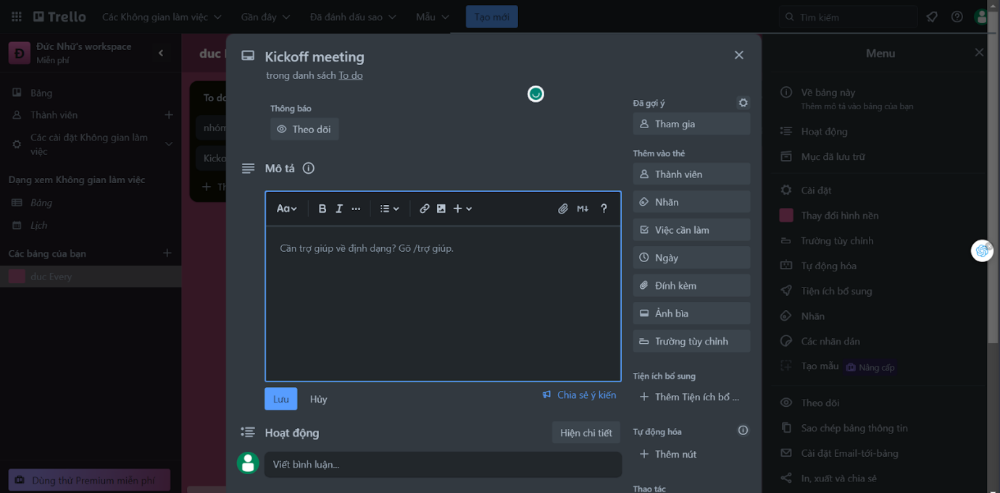 Trello
Các Không gian làm việc
Gần đây
Đã đánh dấu sao
Mẫu
Tạo mới
Tìm kiếm
Đ
Đức Nhữ's workspace
Miễn phí
Bảng
Thành viên
Các cài đặt Không gian làm
việc
Dạng xem Không gian làm việc
Bảng
Lịch
Các bảng của bạn
duc Every
Dùng thử Premium miễn phí
duc
To do
nhóm
Kicko
Kickoff meeting
trong danh sách To do
Thông báo
Theo dõi
Mô tả
Aa
B I ...
M
?
Cần trợ giúp về định dạng? Gõ /trợ giúp.
Lưu
Hủy
Chia sẻ ý kiến
Hoạt động
Hiện chi tiết
Viết bình luận...
Đã gợi ý
Tham gia
Thêm vào thẻ
Thành viên
Nhãn
Việc cần làm
Ngày
Đính kèm
Ảnh bìa
Trường tùy chỉnh
Tiện ích bổ sung
Thêm Tiện ích bổ ...
Tự động hóa
Thêm nút
Thao tác
Menu
Về bảng này
Thêm mô tả vào bảng của bạn
Hoạt động
Mục đã lưu trữ
Cài đặt
Thay đổi hình nền
Trường tùy chỉnh
Tự động hóa
Tiện ích bổ sung
Nhãn
Các nhãn dán
Tạo mẫu
Nâng cấp
Theo dõi
Sao chép bảng thông tin
Cài đặt Email-tới-bảng
In, xuất và chia sẻ